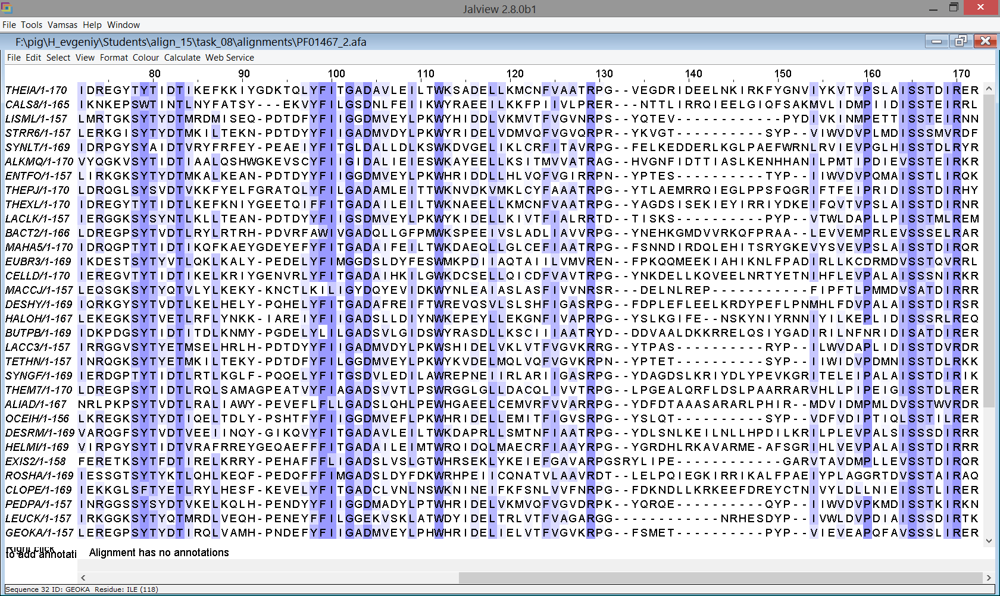 Jalview 2.8.0b1
File Tools Vamsas Help Window
F:\pig\H_evgeniy\Students\align_15\task_08\alignments\PF01467_2.afa
File Edit Select View Format Colour Calculate Web Service
80 90 100 110 120 130 140 150 160 170
THEIA/1-170 IDREGYTYTIDTIKEFKKIYGDKTQLYFITGADAVLEILTWKSADELLKMCNFVAATRPG--VEGDRIDEELNKIRKFYGNVIYKVTVPSLAISSTDIRER
CALS8/1-165 IKNKEPSWTINTLNYFATSY---EKVYFILGSDNLFEIIKWYRAEEILKKFPIIVLPRER--NTTLIRRQIEELGIQFSAKMVLIDMPIIDISSTEIRRL
LISML/1-157 LMRTGKSYTYDTMRDMISEQ-PDTDFYFIIGGDMVEYLPKWYHIDDLVKMVTFVGVNRPS--YQTEV------------PYDIVKINMPETTISSTEIRNN
STRR6/1-157 LERKGISYTYDTMKILTEKN-PDTDYYFIIGADMVDYLPKWYRIDELVDMVQFVGVQRPR--YKVGT----------SYP--VIWVDVPLMDISSSMVRDF
SYNLT/1-169 IDRPGYSYAIDTVRYFRFEY-PEAEIYFITGLDALLDLKSWKDVGELIKLCRFITAVRPG--FELKEDDERLKGLPAEFWRNLRVIEVPGLHISSTDLRYR
ALKMQ/1-170 VYQGKVSYTIDTIAALQSHWGKEVSCYFIIGIDALIEIESWKAYEELLKSITMVVATRAG--HVGNFIDTTIASLKENHHANILPMTIPDIEVSSTEIRKR
ENTFO/1-157 LIRKGKSYTYDTMKALKEAN-PDTDYYFIIGGDMVEYLPKWHRIDDLLHLVQFVGIRRPN--YPTES----------TYP--IIWVDVPQMAISSTLIRQK
THEPJ/1-170 LDRQGLSYSVDTVKKFYELFGRATQLYFILGADAMLEITTWKNVDKVMKLCYFAAATRPG--YTLAEMRRQIEGLPPSFQGRIFTFEIPRIDISSTDIRHY
THEXL/1-170 IDREGYTYTIDTLKEFKNIYGEETQIFFITGADAILEILTWKNAEELLKMCNFVAATRPG--YAGDSISEKIEYIRRIYDKEIFQVTVPSLAISSTDIRNR
LACLK/1-157 IERGGKSYSYNTLKLLTEAN-PDTDYYFIIGSDMVEYLPKWYKIDELLKIVTFIALRRTD--TISKS----------PYP--VTWLDAPLLPISSTMLREM
BACT2/1-166 LDREGPSYTVDTLRYLRTRH-PDVRFAWIVGADQLLGFPMWKSPEEIVSLADLIAVVRPG--YNEHKGMDVVRKQFPRAA--LEVVEMPRLEVSSSELRAR
MAHA5/1-170 IDRQGPTYTIDTIKQFKAEYGDEYEFYFITGADAIFEILTWKDAEQLLGLCEFIAATRPG--FSNNDIRDQLEHITSRYGKEVYSVEVPSLAISSTDIRQR
EUBR3/1-169 IKDESTSYTYVTLQKLKALY-PEDELYFIMGGDSLDYFESWMKPDIIAQTAIILVMVREN--FPKQQMEEKIAHIKNLFPADIRLLKCDRMDVSSTQVRRL
CELLD/1-170 IEREGVTYTIDTIKELKRIYGENVRLYFITGADAIHKILGWKDCSELLQICDFVAVTRPG--YNKDELLKQVEELNRTYETNIHFLEVPALAISSSNIRKR
MACCJ/1-157 LEQSGKSYTYQTVLYLKEKY-KNCTLKILIGYDQYEVIDKWYNLEAIASLASFIVVNRSR--DELNLREP-----------FIPFTLPMMDVSATDIRRR
DESHY/1-169 IQRKGYSYTVDTLKELHELY-PQHELYFITGADAFREIFTWREVQSVLSLSHFIGASRPG--FDPLEFLEELKRDYPEFLPNMHLFDVPALAISSTDIRSR
HALOH/1-167 LEKEGKSYTVETLRFLYNKK-IAREIYFITGADSLLDIYNWKEPEYLLEKGNFIVAPRPG--YSLKGIFE--NSKYNIYRNNIYILKEPLIDISSSRLREQ
BUTPB/1-169 IDKPDGSYTIDTITDLKNMY-PGDELYLILGADSVLGIDSWYRASDLLKSCIIIAATRYD--DDVAALDKKRRELQSIYGADIRILNFNRIDISATDIRER
LACC3/1-157 IRRGGVSYTYETMSELHRLH-PDTDYYFIIGADMVDYLPKWSHIDELVKLVTFVGVKRRG--YTPAS----------RYP--ILWVDAPLIDISSTDVRDR
TETHN/1-157 INRQGKSYTYETMKILTEKY-PDTDYYFILGGDMVEYLPKWYKVDELMQLVQFVGVKRPN--YPTET----------SYP--IIWIDVPDMNISSTDLRKK
SYNGF/1-169 IERDGPTYTIDTLRTLKGLF-PQQELYFITGSDVLEDILAWREPNEIIRLARIIGASRPG--YDAGDSLKRIYDLYPEVKGRITELEIPALAISSTDIRIK
THEM7/1-170 LDREGPSYTIDTLRQLSAMAGPEATVYFIAGADSVVTLPSWRGGLGLLDACQLIVVTRPG--LPGEALQRFLDSLPAARRARVHLLPIPEIGISSTDLRER
ALIAD/1-167 NRLPKPSYTVDTLRALIAWY-PEVEFLFLLGADSLQHLPEWHGAEELCEMVRFVVARRPG--YDFDTAAASARARLPHIR--MDVIDMPMLDVSSTWVRDR
OCEIH/1-156 LKREGKSYTYDTIQELTDLY-PSHTFYFIIGGDMVEFLPKWHRIDELLEMITFIGVSRPG--YSLQT----------SYP--VDFVDIPTIQLSSTILRER
DESRM/1-169 VARQGFSYTVDTVEEIINQY-GIKQVYFITGADAVLEILTWKDAPRLLSMTNFIAATRPG--YDLSNLKEILNLLHPDILKRILPLEVPALSISSSDIRRR
HELMI/1-169 VIRPGYSYTIDTVRAFRREYGEQAEFFFITGADAILEIMTWRQIDQLMAECRFIAAYRPG--YGRDHLRKAVARME-AFSGRIHLVEVPALAISSTDIRRR
EXIS2/1-158 FERETKSYTFDTIRELKRRY-PEHAFFFLIGADSLVSLGTWHRSEKLYKEIEFGAVARPGSRYLIPE------------GARVTAVDMPLLEVSSTDIRQR
ROSHA/1-169 IESSGTSYTYKTLQHLKEQF-PEDQFFFIMGADSLDYFDKWRHPEIICQNATVLAAVRDT--LELPQIEGKIRRIKALFPAEIYPLAGGRTDVSSTAIRAQ
CLOPE/1-169 IEKKGLSFTYETLRYLHESF-KEVELYFITGADCLVNLNSWKNINEIFKFSNLVVFNRPG--FDKNDLLKRKEEFDREYCTNIVYLDLLNIEISSTLIRER
PEDPA/1-157 INRGGSSYSYDTVKELKQLH-PENDYYFIIGGDMADYLPTWHRIDELVKMVQFVGVDRPK--YQRQE----------QYP--IIWVDVPKMDISSTKIRKN
LEUCK/1-157 IRKGGKSYTYQTMRDLVEQH-PENEYYFILGGEKVSKLATWDYIDELTRLVTFVAGARGG------------NRHESDYP--IVWLDVPDIAISSTDIRTK
GEOKA/1-157 LEREGPSYTYDTIRQLVAMH-PNDEFYFIIGADMVEYLPHWHRIDELIELVTFVGVKRPG--FSMET----------PYP--VIEVEAPQFAVSSSLIRER
to add annotati Alignment has no annotations
Sequence 32 ID: GEOKA Residue: ILE (118)